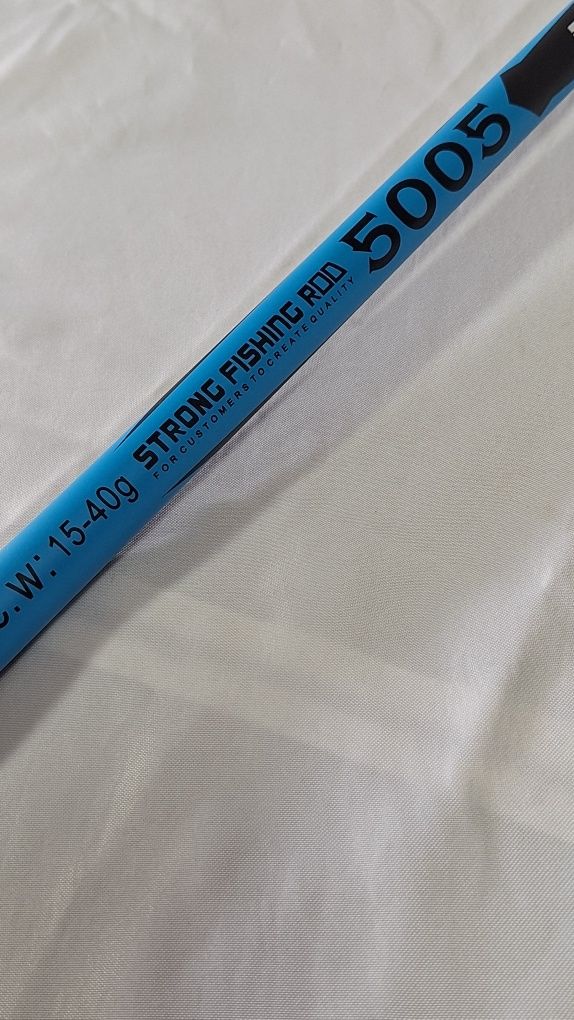 C.W: 15-40g
STRONG FISHING ROD
FOR CUSTOMERS TO CREATE QUALITY
5005